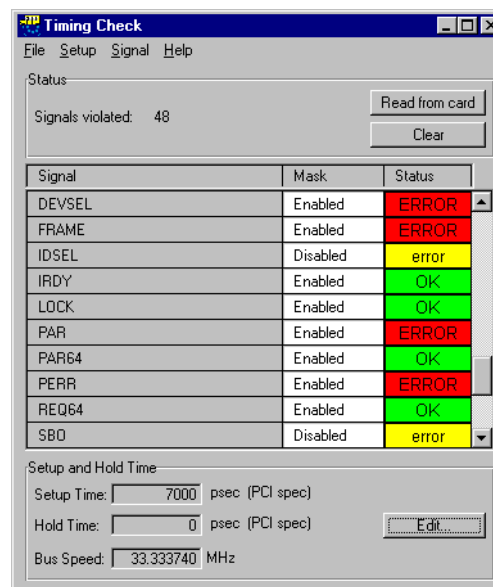 Timing Check
File Setup Signal Help
Status
Signals violated: 48
Read from card
Clear
Signal Mask Status
DEVSEL Enabled ERROR
FRAME Enabled ERROR
IDSEL Disabled error
IRDY Enabled OK
LOCK Enabled OK
PAR Enabled ERROR
PAR64 Enabled OK
PERR Enabled ERROR
REQ64 Enabled OK
SBO Disabled error
Setup and Hold Time
Setup Time: 7000 psec (PCI spec)
Hold Time: 0 psec (PCI spec)
Edit...
Bus Speed: 33.333740 MHz